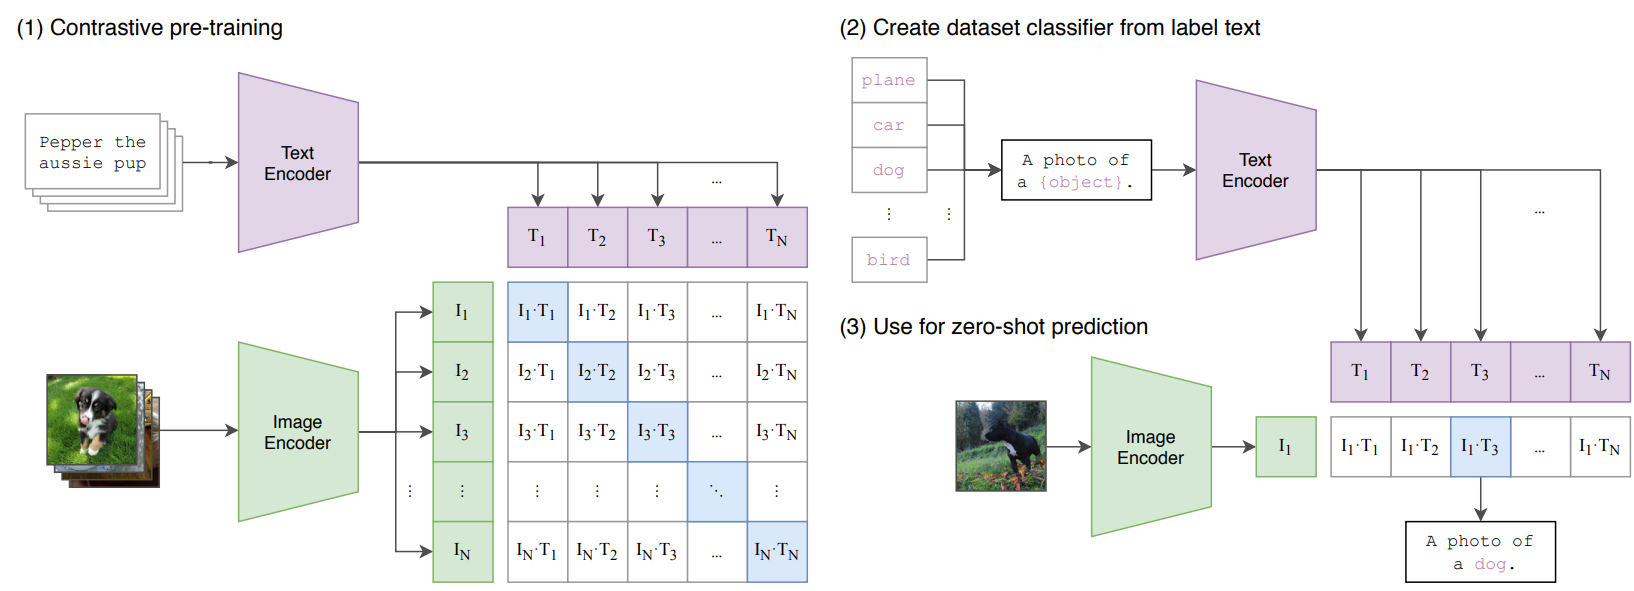 (1) Contrastive pre-training
Pepper the
aussie pup
Text
Encoder
...
T1 T2 T3 ... TN
Image
Encoder
I1 I1·T1 I1·T2 I1·T3 ... I1·TN
I2 I2·T1 I2·T2 I2·T3 ... I2·TN
I3 I3·T1 I3·T2 I3·T3 ... I3·TN
⋮ ⋮ ⋮ ⋮ ⋮ ⋱ ⋮
IN IN·T1 IN·T2 IN·T3 ... IN·TN
(2) Create dataset classifier from label text
plane
car
dog
⋮ ⋮
bird
A photo of
a {object}.
Text
Encoder
...
(3) Use for zero-shot prediction
T1 T2 T3 ... TN
Image
Encoder
I1 I1·T1 I1·T2 I1·T3 ... I1·TN
A photo of
a dog.